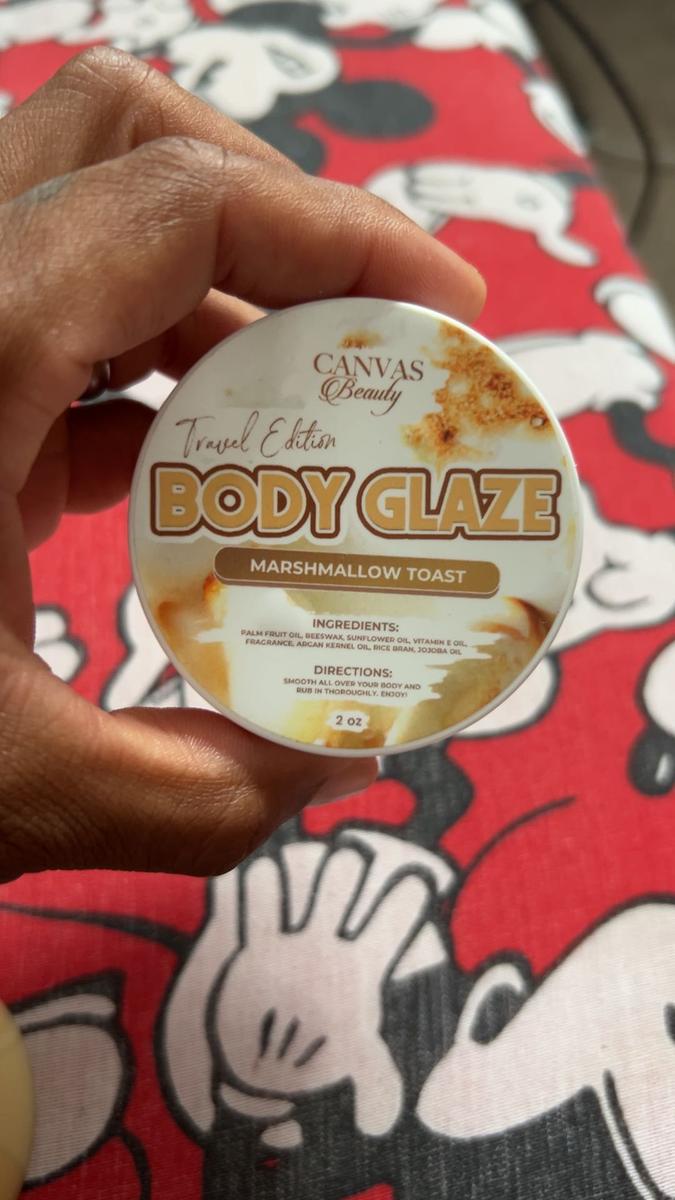 CANVAS
Beauty
Travel Edition
BODY GLAZE
MARSHMALLOW TOAST
INGREDIENTS:
PALM FRUIT OIL, BEESWAX, SUNFLOWER OIL, VITAMIN E OIL,
FRAGRANCE, ARGAN KERNEL OIL, RICE BRAN, JOJOBA OIL
DIRECTIONS:
SMOOTH ALL OVER YOUR BODY AND
RUB IN THOROUGHLY. ENJOY!
2 oz